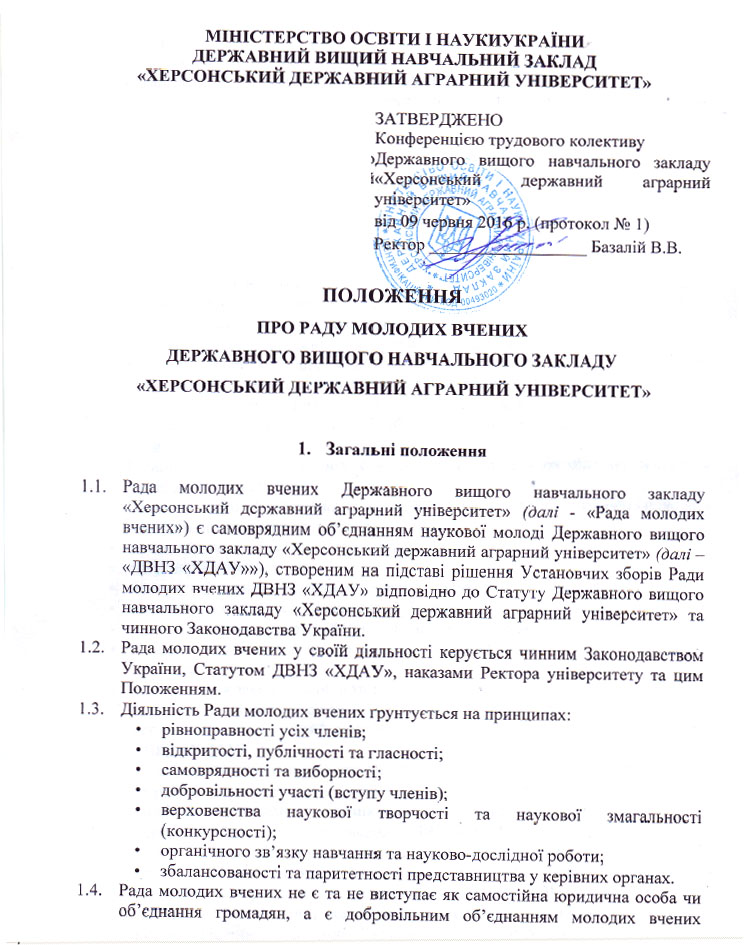 МІНІСТЕРСТВО ОСВІТИ І НАУКИУКРАЇНИ
ДЕРЖАВНИЙ ВИЩИЙ НАВЧАЛЬНИЙ ЗАКЛАД
«ХЕРСОНСЬКИЙ ДЕРЖАВНИЙ АГРАРНИЙ УНІВЕРСИТЕТ»
ЗАТВЕРДЖЕНО
Конференцією трудового колективу
Державного вищого навчального закладу
«Херсонський державний аграрний
університет»
від 09 червня 2016 р. (протокол № 1)
Ректор __________________ Базалій В.В.
ПОЛОЖЕННЯ
ПРО РАДУ МОЛОДИХ ВЧЕНИХ
ДЕРЖАВНОГО ВИЩОГО НАВЧАЛЬНОГО ЗАКЛАДУ
«ХЕРСОНСЬКИЙ ДЕРЖАВНИЙ АГРАРНИЙ УНІВЕРСИТЕТ»
1. Загальні положення
1.1. Рада молодих вчених Державного вищого навчального закладу
«Херсонський державний аграрний університет» (далі - «Рада молодих
вчених») є самоврядним об’єднанням наукової молоді Державного вищого
навчального закладу «Херсонський державний аграрний університет» (далі –
«ДВНЗ «ХДАУ»»), створеним на підставі рішення Установчих зборів Ради
молодих вчених ДВНЗ «ХДАУ» відповідно до Статуту Державного вищого
навчального закладу «Херсонський державний аграрний університет» та
чинного Законодавства України.
1.2. Рада молодих вчених у своїй діяльності керується чинним Законодавством
України, Статутом ДВНЗ «ХДАУ», наказами Ректора університету та цим
Положенням.
1.3. Діяльність Ради молодих вчених ґрунтується на принципах:
• рівноправності усіх членів;
• відкритості, публічності та гласності;
• самоврядності та виборності;
• добровільності участі (вступу членів);
• верховенства наукової творчості та наукової змагальності
(конкурсності);
• органічного зв’язку навчання та науково-дослідної роботи;
• збалансованості та паритетності представництва у керівних органах.
1.4. Рада молодих вчених не є та не виступає як самостійна юридична особа чи
об’єднання громадян, а є добровільним об’єднанням молодих вчених